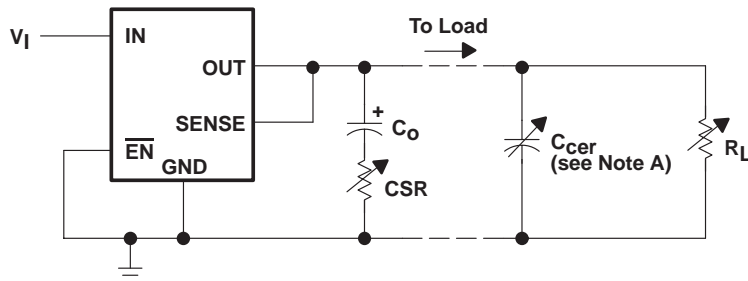 To Load
V_I
IN
OUT
SENSE
EN
GND
+
C_o
CSR
C_cer
(see Note A)
R_L